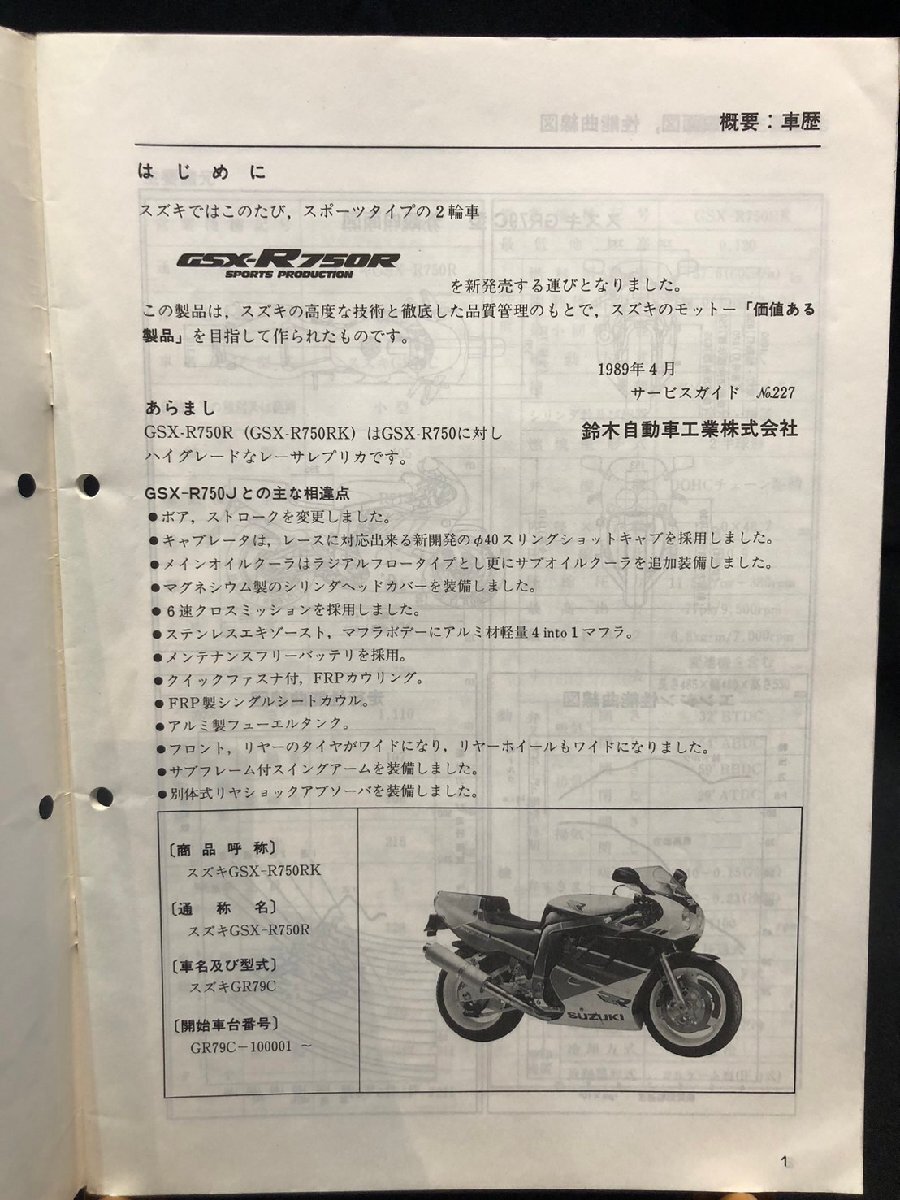 概要：車歴
はじめに
スズキではこのたび，スポーツタイプの２輪車
GSX-R750R
SPORTS PRODUCTION
を新発売する運びとなりました。
この製品は，スズキの高度な技術と徹底した品質管理のもとで，スズキのモットー「価値ある
製品」を目指して作られたものです。
1989年４月
サービスガイド　№227
鈴木自動車工業株式会社
あらまし
GSX-R750R（GSX-R750RK）はGSX-R750に対し
ハイグレードなレーサレプリカです。
GSX-R750Jとの主な相違点
●ボア，ストロークを変更しました。
●キャブレータは，レースに対応出来る新開発のφ40スリングショットキャブを採用しました。
●メインオイルクーラはラジアルフロータイプとし更にサブオイルクーラを追加装備しました。
●マグネシウム製のシリンダヘッドカバーを装備しました。
●６速クロスミッションを採用しました。
●ステンレスエキゾースト，マフラボデーにアルミ材軽量４into１マフラ。
●メンテナンスフリーバッテリを採用。
●クイックファスナ付，FRPカウリング。
●FRP製シングルシートカウル。
●アルミ製フューエルタンク。
●フロント，リヤーのタイヤがワイドになり，リヤーホイールもワイドになりました。
●サブフレーム付スイングアームを装備しました。
●別体式リヤショックアブソーバを装備しました。
〔商品呼称〕
スズキGSX-R750RK
〔通称名〕
スズキGSX-R750R
〔車名及び型式〕
スズキGR79C
〔開始車台番号〕
GR79C－100001 ～
SUZUKI
1